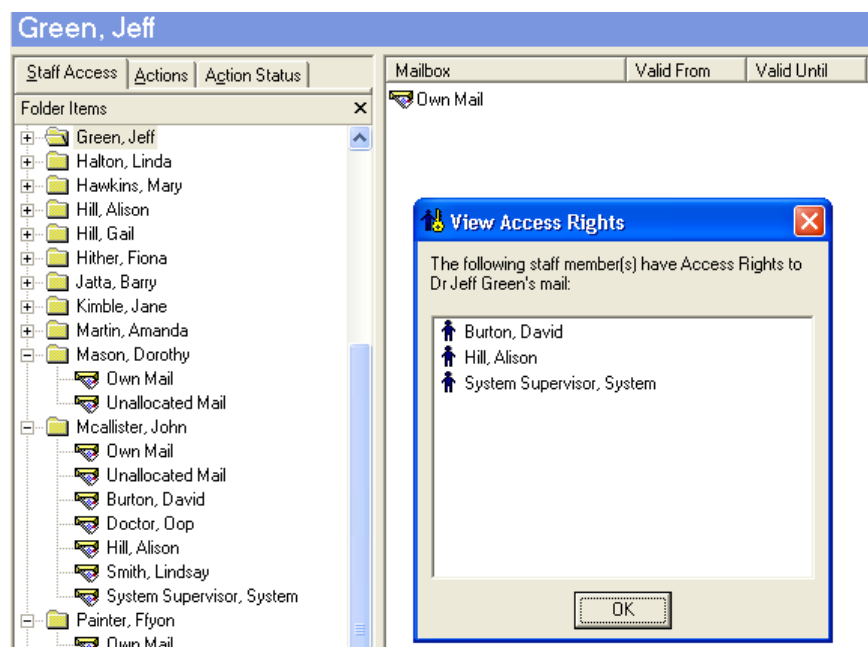 Green, Jeff
Staff Access
Actions
Action Status
Folder Items
Green, Jeff
Halton, Linda
Hawkins, Mary
Hill, Alison
Hill, Gail
Hither, Fiona
Jatta, Barry
Kimble, Jane
Martin, Amanda
Mason, Dorothy
Own Mail
Unallocated Mail
Mcallister, John
Own Mail
Unallocated Mail
Burton, David
Doctor, Oop
Hill, Alison
Smith, Lindsay
System Supervisor, System
Painter, Ffyon
Own Mail
Mailbox
Valid From
Valid Until
Own Mail
View Access Rights
The following staff member(s) have Access Rights to
Dr Jeff Green's mail:
Burton, David
Hill, Alison
System Supervisor, System
OK